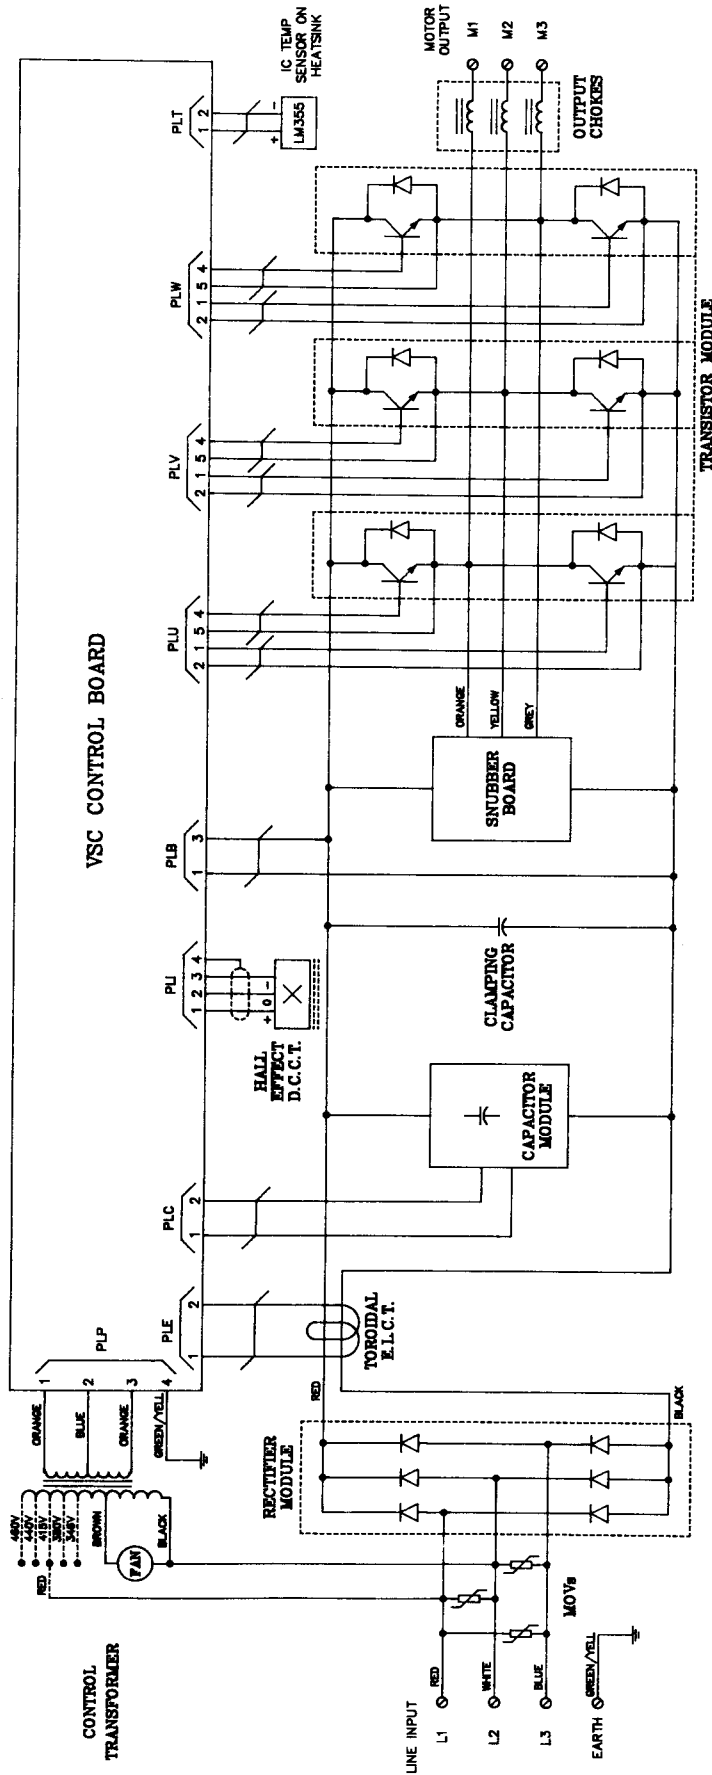 CONTROL
TRANSFORMER
460V
440V
415V
380V
346V
RED
BROWN
FAN
BLACK
ORANGE
BLUE
ORANGE
GREEN/YELL
1
2
3
4
PLP
VSC CONTROL BOARD
PLE
1 2
PLC
1 2
PLI
1 2 3 4
+ 0 -
HALL
EFFECT
D.C.C.T.
PLB
1 3
PLU
2 1 5 4
PLV
2 1 5 4
PLW
2 1 5 4
PLT
1 2
+ -
LM355
IC TEMP
SENSOR ON
HEATSINK
LINE INPUT
L1
L2
L3
EARTH
RED
WHITE
BLUE
GREEN/YELL
MOVs
RECTIFIER
MODULE
RED
BLACK
TOROIDAL
E.L.C.T.
CAPACITOR
MODULE
CLAMPING
CAPACITOR
SNUBBER
BOARD
ORANGE
YELLOW
GREY
TRANSISTOR MODULE
OUTPUT
CHOKES
MOTOR
OUTPUT
M1
M2
M3